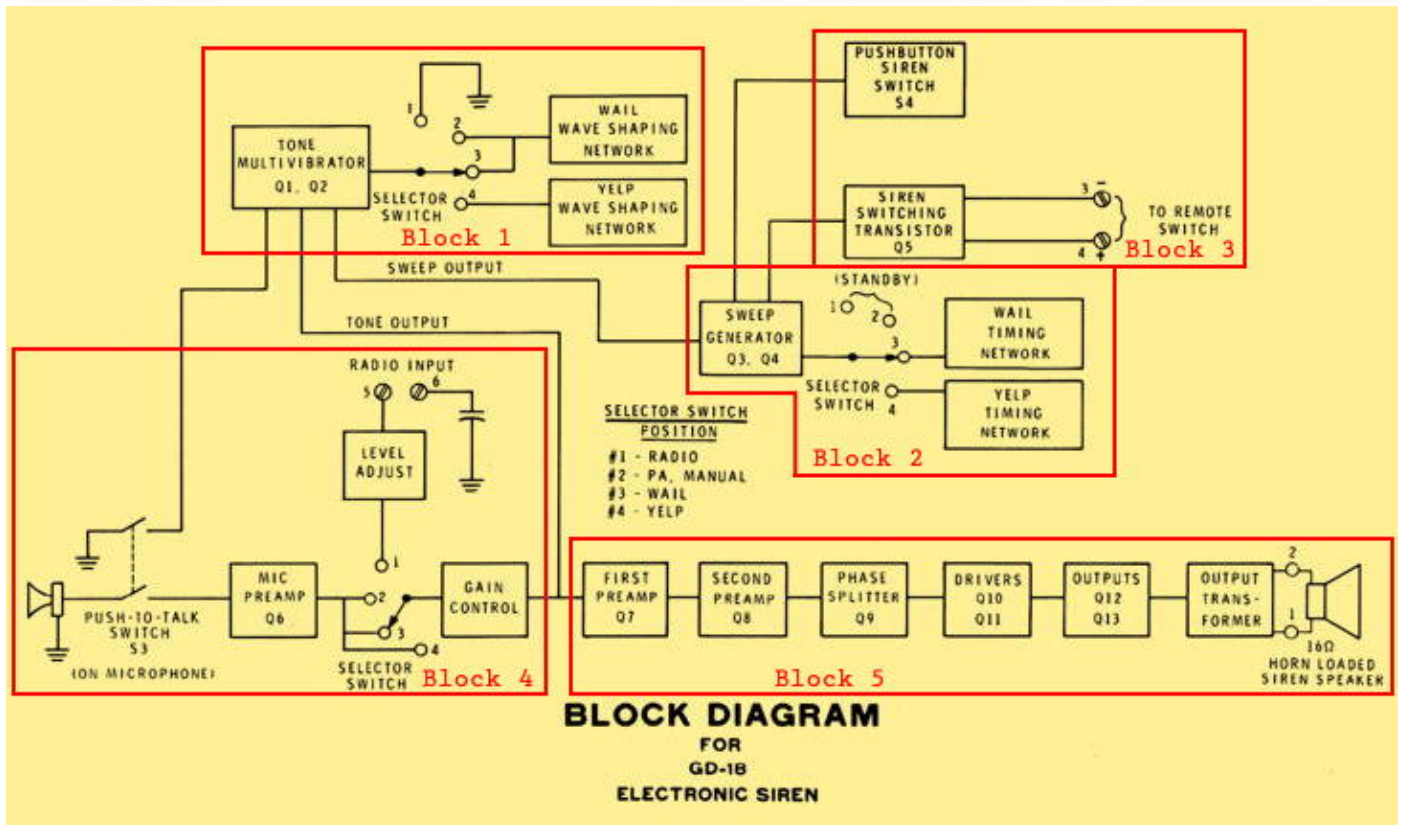 TONE
MULTIVIBRATOR
Q1, Q2
1
2
3
4
SELECTOR
SWITCH
WAIL
WAVE SHAPING
NETWORK
YELP
WAVE SHAPING
NETWORK
Block 1
PUSHBUTTON
SIREN
SWITCH
S4
SIREN
SWITCHING
TRANSISTOR
Q5
3 -
4 +
TO REMOTE
SWITCH
Block 3
SWEEP OUTPUT
TONE OUTPUT
(STANDBY)
SWEEP
GENERATOR
Q3, Q4
1
2
3
4
SELECTOR
SWITCH
WAIL
TIMING
NETWORK
YELP
TIMING
NETWORK
Block 2
SELECTOR SWITCH
POSITION
#1 - RADIO
#2 - PA, MANUAL
#3 - WAIL
#4 - YELP
RADIO INPUT
5
6
LEVEL
ADJUST
PUSH-TO-TALK
SWITCH
S3
(ON MICROPHONE)
MIC
PREAMP
Q6
1
2
3
4
SELECTOR
SWITCH
GAIN
CONTROL
Block 4
FIRST
PREAMP
Q7
SECOND
PREAMP
Q8
PHASE
SPLITTER
Q9
DRIVERS
Q10
Q11
OUTPUTS
Q12
Q13
OUTPUT
TRANS-
FORMER
2
1
16Ω
HORN LOADED
SIREN SPEAKER
Block 5
BLOCK DIAGRAM
FOR
GD-18
ELECTRONIC SIREN